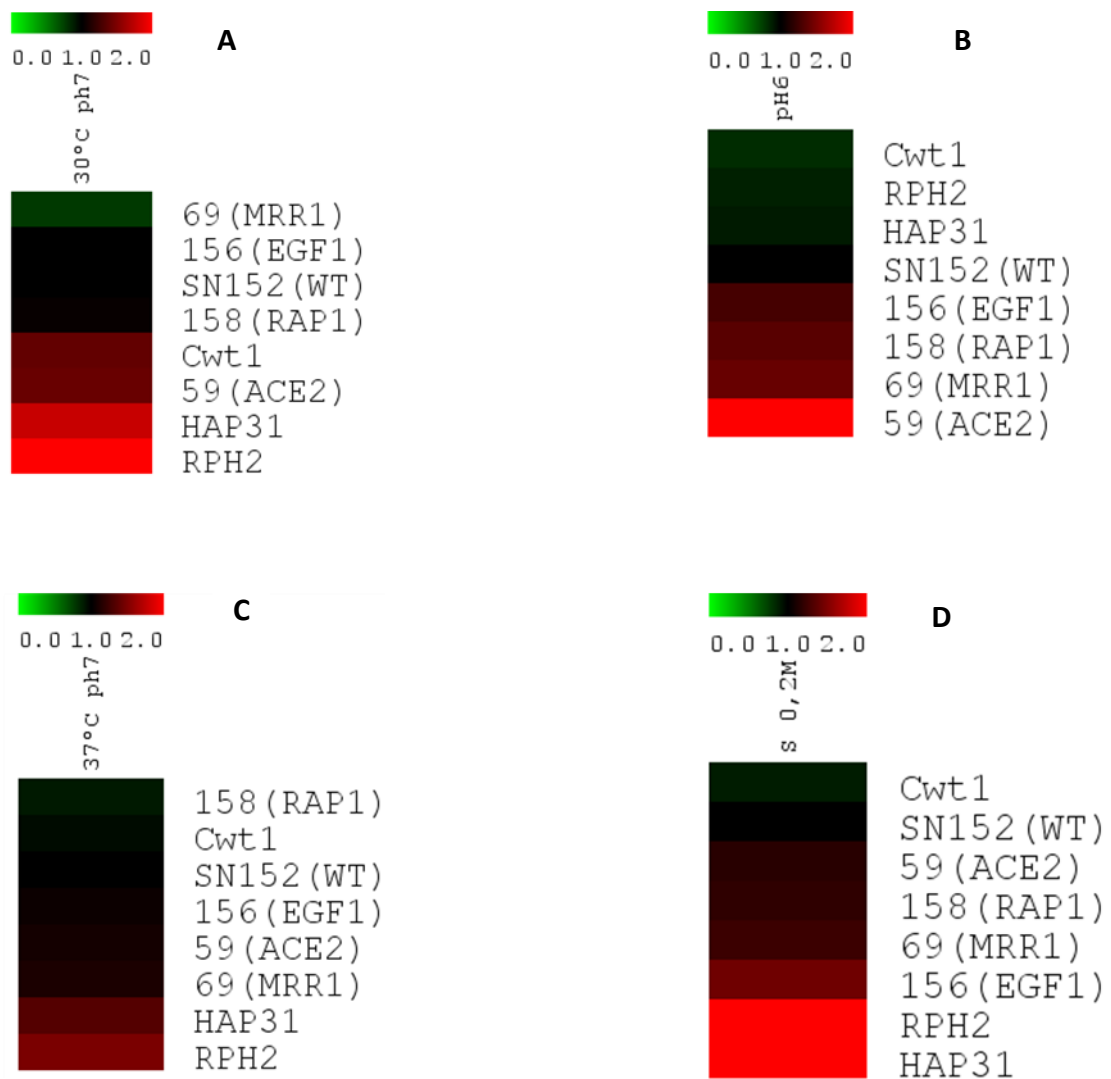 A
0.0 1.0 2.0
30°C ph7
69(MRR1)
156(EGF1)
SN152(WT)
158(RAP1)
Cwt1
59(ACE2)
HAP31
RPH2
B
0.0 1.0 2.0
pH6
Cwt1
RPH2
HAP31
SN152(WT)
156(EGF1)
158(RAP1)
69(MRR1)
59(ACE2)
C
0.0 1.0 2.0
37°C ph7
158(RAP1)
Cwt1
SN152(WT)
156(EGF1)
59(ACE2)
69(MRR1)
HAP31
RPH2
D
0.0 1.0 2.0
S 0,2M
Cwt1
SN152(WT)
59(ACE2)
158(RAP1)
69(MRR1)
156(EGF1)
RPH2
HAP31